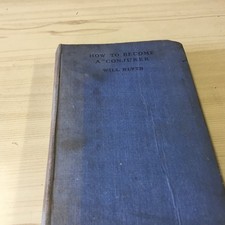 HOW TO BECOME
A CONJURER
WILL BLYTH